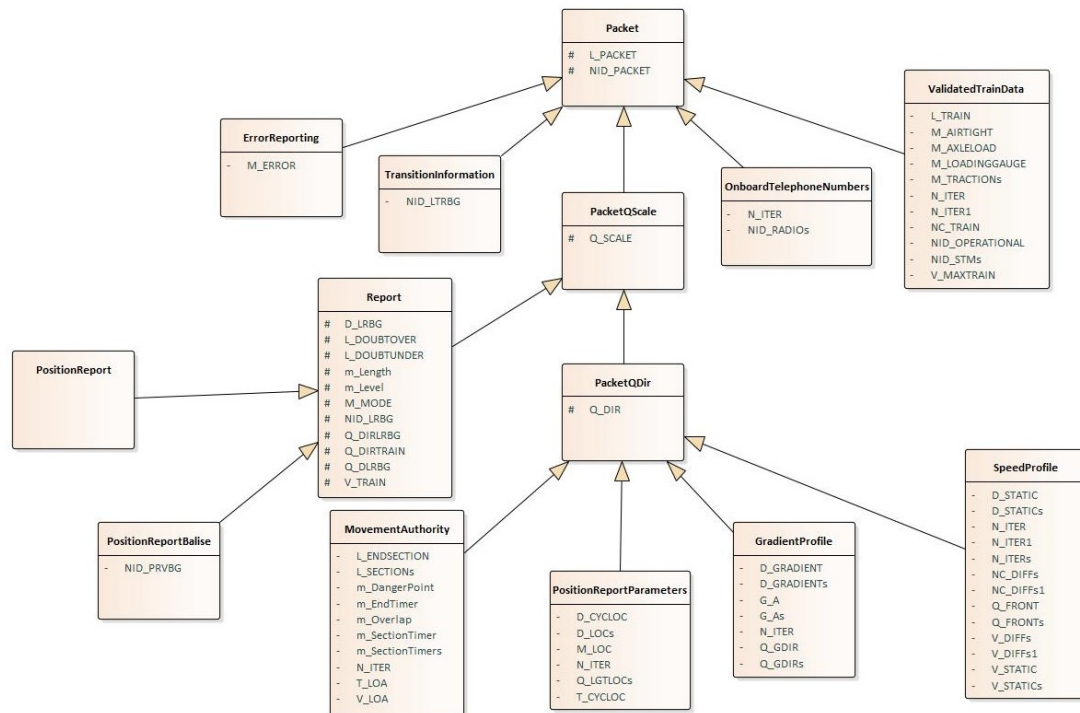 Packet
# L_PACKET
# NID_PACKET
ErrorReporting
- M_ERROR
TransitionInformation
- NID_LTRBG
PacketQScale
# Q_SCALE
OnboardTelephoneNumbers
- N_ITER
- NID_RADIOs
ValidatedTrainData
- L_TRAIN
- M_AIRTIGHT
- M_AXLELOAD
- M_LOADINGGAUGE
- M_TRACTIONs
- N_ITER
- N_ITER1
- NC_TRAIN
- NID_OPERATIONAL
- NID_STMs
- V_MAXTRAIN
Report
# D_LRBG
# L_DOUBTOVER
# L_DOUBTUNDER
# m_Length
# m_Level
# M_MODE
# NID_LRBG
# Q_DIRLRBG
# Q_DIRTRAIN
# Q_DLRBG
# V_TRAIN
PositionReport
PacketQDir
# Q_DIR
PositionReportBalise
- NID_PRVBG
MovementAuthority
- L_ENDSECTION
- L_SECTIONs
- m_DangerPoint
- m_EndTimer
- m_Overlap
- m_SectionTimer
- m_SectionTimers
- N_ITER
- T_LOA
- V_LOA
PositionReportParameters
- D_CYCLOC
- D_LOCs
- M_LOC
- N_ITER
- Q_LGTLOCs
- T_CYCLOC
GradientProfile
- D_GRADIENT
- D_GRADIENTs
- G_A
- G_As
- N_ITER
- Q_GDIR
- Q_GDIRs
SpeedProfile
- D_STATIC
- D_STATICs
- N_ITER
- N_ITER1
- N_ITERs
- NC_DIFFs
- NC_DIFFs1
- Q_FRONT
- Q_FRONTs
- V_DIFFs
- V_DIFFs1
- V_STATIC
- V_STATICs